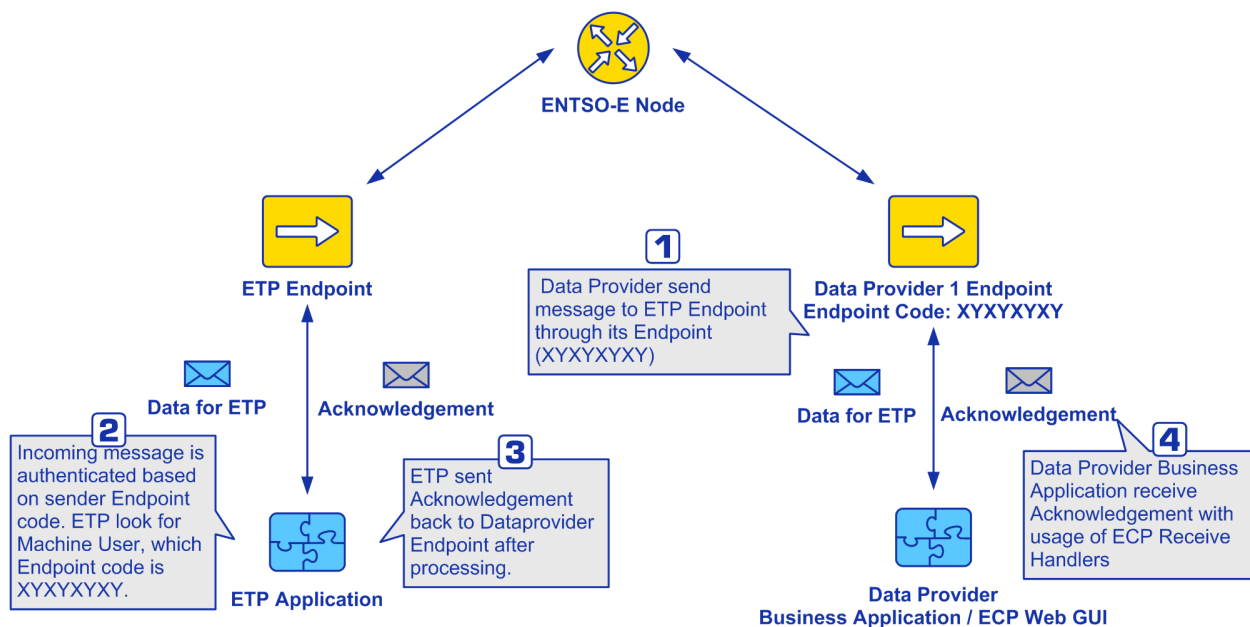 ENTSO-E Node
ETP Endpoint
1
Data Provider send
message to ETP Endpoint
through its Endpoint
(XYXYXYXY)
Data Provider 1 Endpoint
Endpoint Code: XYXYXYXY
Data for ETP
Acknowledgement
Data for ETP
Acknowledgement
2
Incoming message is
authenticated based
on sender Endpoint
code. ETP look for
Machine User, which
Endpoint code is
XYXYXYXY.
3
ETP sent
Acknowledgement
back to Dataprovider
Endpoint after
processing.
4
Data Provider Business
Application receive
Acknowledgement with
usage of ECP Receive
Handlers
ETP Application
Data Provider
Business Application / ECP Web GUI